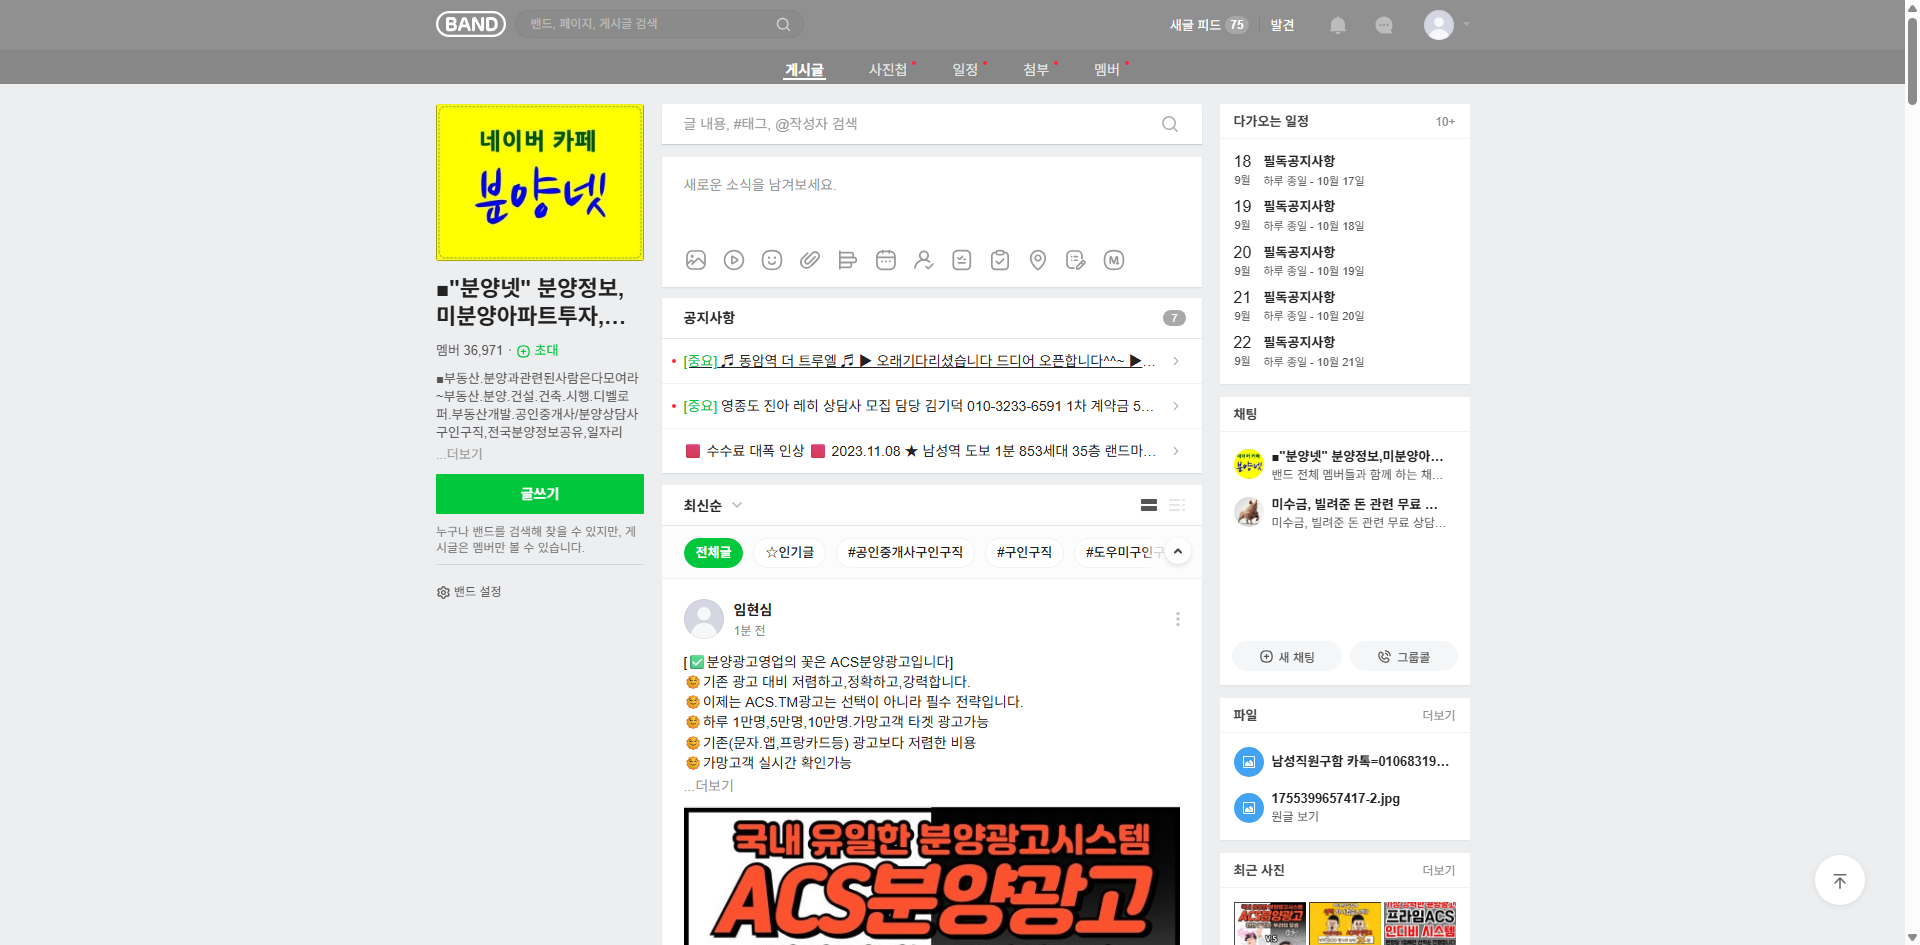 BAND
밴드, 페이지, 게시글 검색
새글 피드 75
발견
게시글
사진첩
일정
첨부
멤버
네이버 카페
분양넷
■"분양넷" 분양정보,
미분양아파트투자,...
멤버 36,971 · 초대
■부동산.분양과관련된사람은다모여라
~부동산.분양.건설.건축.시행.디벨로
퍼.부동산개발.공인중개사/분양상담사
구인구직,전국분양정보공유,일자리
...더보기
글쓰기
누구나 밴드를 검색해 찾을 수 있지만, 게
시글은 멤버만 볼 수 있습니다.
밴드 설정
글 내용, #태그, @작성자 검색
새로운 소식을 남겨보세요.
공지사항
7
[중요] 🎵 동암역 더 트루엘 🎵 ▶ 오래기다리셨습니다 드디어 오픈합니다^^~ ▶...
[중요] 영종도 진아 레히 상담사 모집 담당 김기덕 010-3233-6591 1차 계약금 5...
🟥 수수료 대폭 인상 🟥 2023.11.08 ★ 남성역 도보 1분 853세대 35층 랜드마...
최신순
전체글
☆인기글
#공인중개사구인구직
#구인구직
#도우미구인구
임현심
1분 전
[✅분양광고영업의 꽃은 ACS분양광고입니다]
기존 광고 대비 저렴하고,정확하고,강력합니다.
이제는 ACS.TM광고는 선택이 아니라 필수 전략입니다.
하루 1만명,5만명,10만명.가망고객 타겟 광고가능
기존(문자.앱,프랑카드등) 광고보다 저렴한 비용
가망고객 실시간 확인가능
...더보기
국내 유일한 분양광고시스템
ACS분양광고
다가오는 일정
10+
18 필독공지사항
9월 하루 종일 - 10월 17일
19 필독공지사항
9월 하루 종일 - 10월 18일
20 필독공지사항
9월 하루 종일 - 10월 19일
21 필독공지사항
9월 하루 종일 - 10월 20일
22 필독공지사항
9월 하루 종일 - 10월 21일
채팅
분양넷
■"분양넷" 분양정보,미분양아...
밴드 전체 멤버들과 함께 하는 채...
미수금, 빌려준 돈 관련 무료 ...
미수금, 빌려준 돈 관련 무료 상담...
새 채팅
그룹콜
파일
더보기
남성직원구함 카톡=01068319...
1755399657417-2.jpg
원글 보기
최근 사진
더보기
국내 유일한 분양광고시스템
ACS분양광고
VS
프라임ACS
인디비 시스템